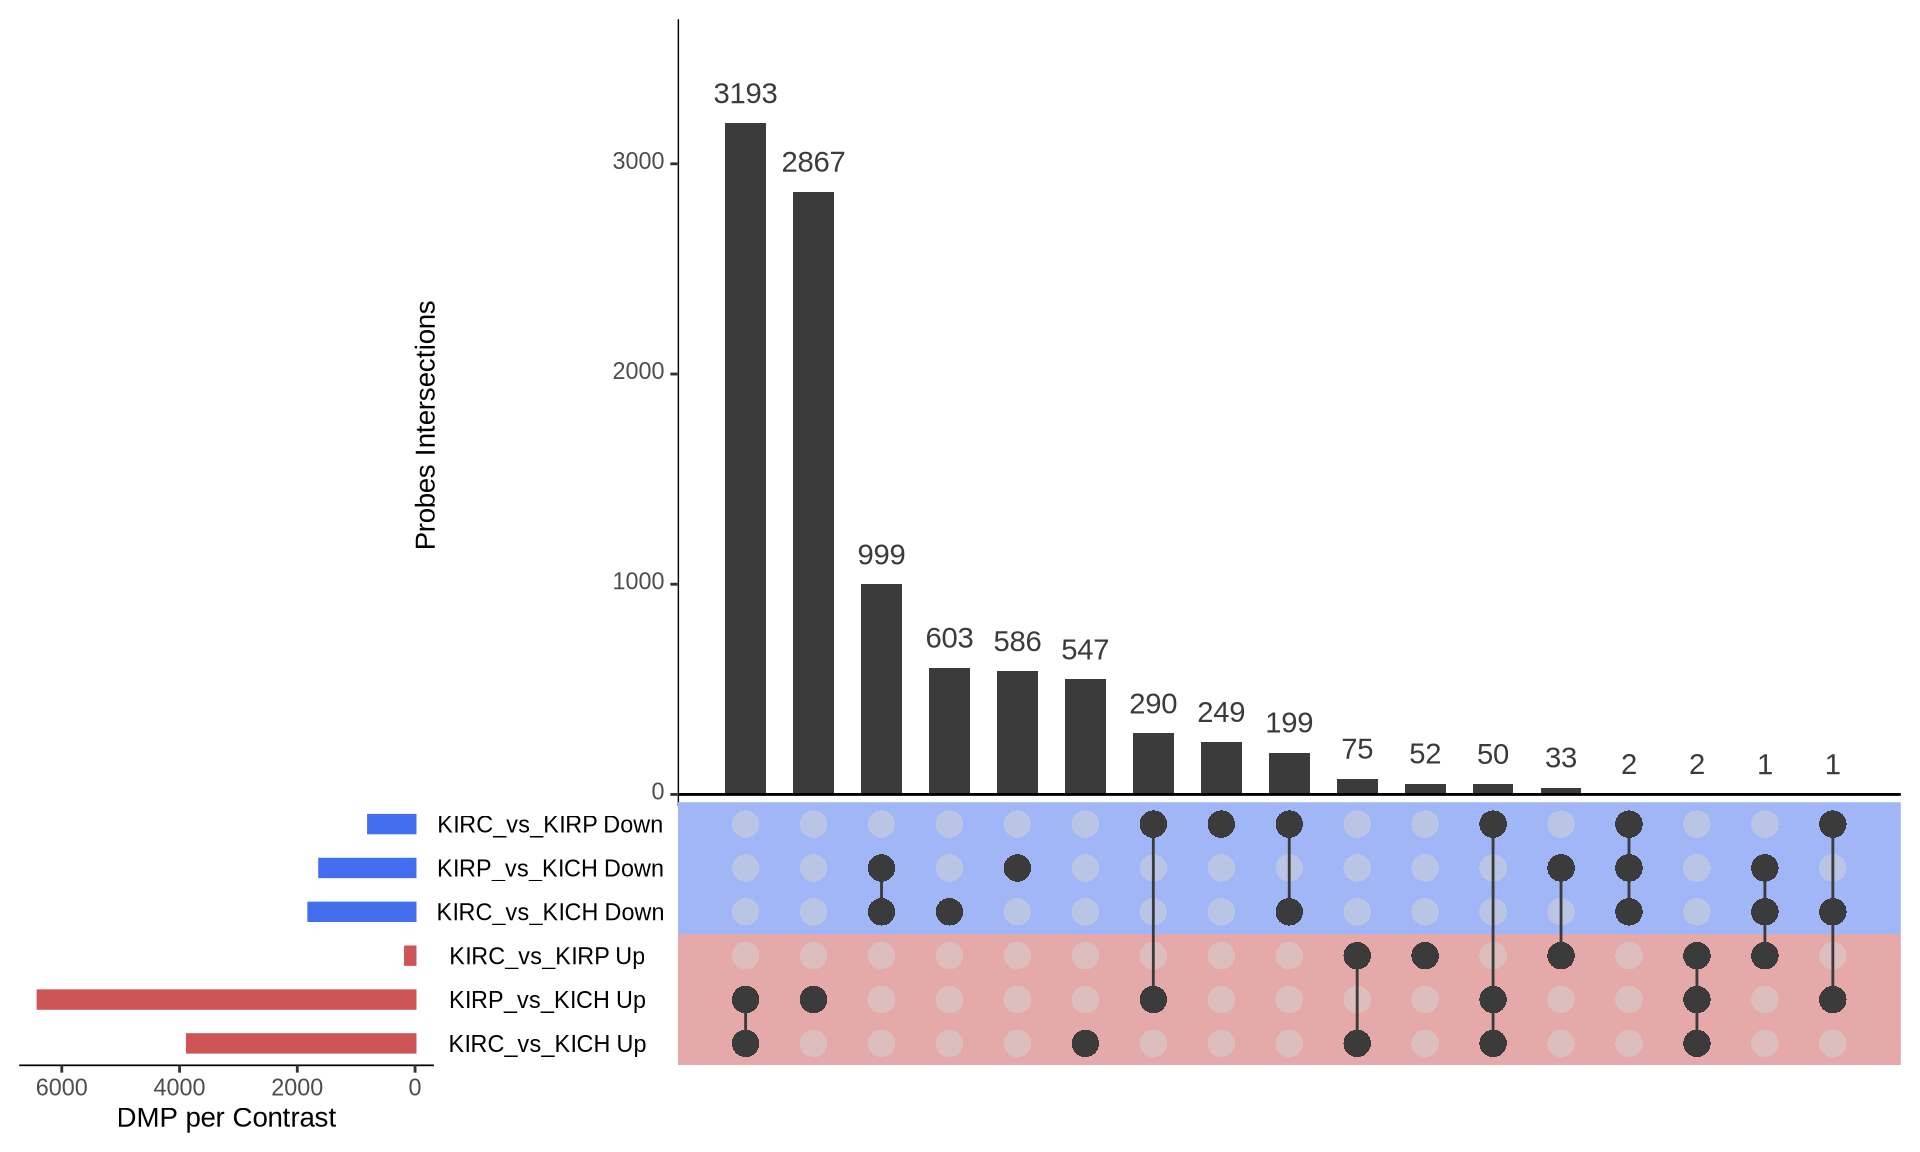 3193
2867
999
603
586
547
290
249
199
75
52
50
33
2
2
1
1
3000
2000
1000
0
Probes Intersections
KIRC_vs_KIRP Down
KIRP_vs_KICH Down
KIRC_vs_KICH Down
KIRC_vs_KIRP Up
KIRP_vs_KICH Up
KIRC_vs_KICH Up
6000 4000 2000 0
DMP per Contrast